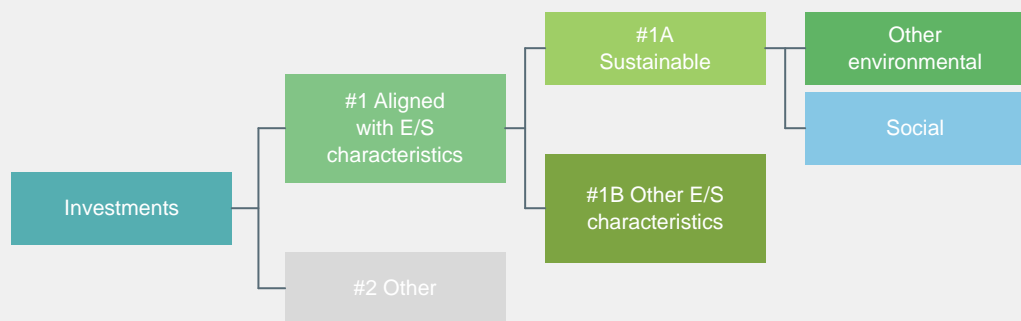 Investments
#1 Aligned
with E/S
characteristics
#2 Other
#1A
Sustainable
#1B Other E/S
characteristics
Other
environmental
Social